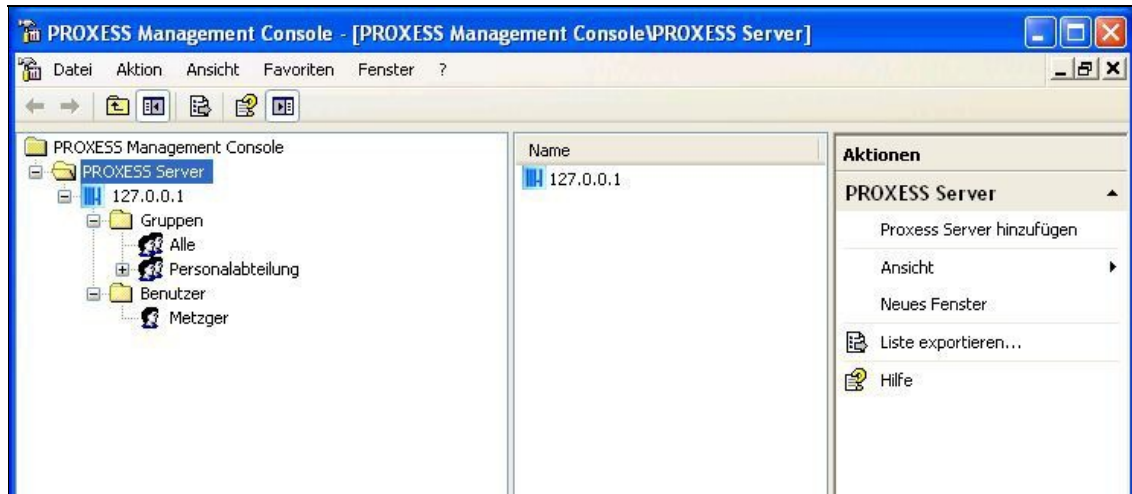 PROXESS Management Console - [PROXESS Management Console\PROXESS Server]
Datei Aktion Ansicht Favoriten Fenster ?
PROXESS Management Console
PROXESS Server
127.0.0.1
Gruppen
Alle
Personalabteilung
Benutzer
Metzger
Name
127.0.0.1
Aktionen
PROXESS Server
Proxess Server hinzufügen
Ansicht
Neues Fenster
Liste exportieren...
Hilfe